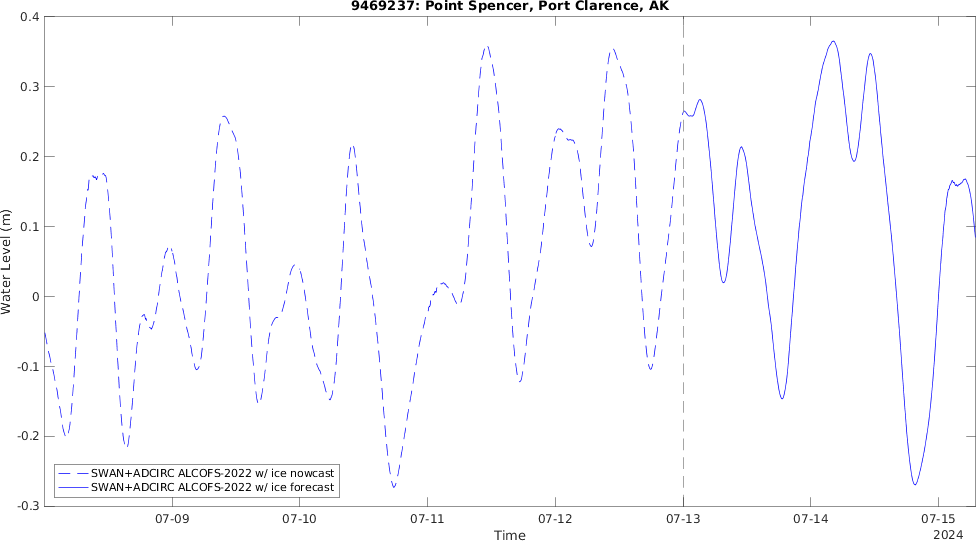 9469237: Point Spencer, Port Clarence, AK
0.4
0.3
0.2
0.1
0
-0.1
-0.2
-0.3
Water Level (m)
SWAN+ADCIRC ALCOFS-2022 w/ ice nowcast
SWAN+ADCIRC ALCOFS-2022 w/ ice forecast
07-09 07-10 07-11 07-12 07-13 07-14 07-15
Time 2024